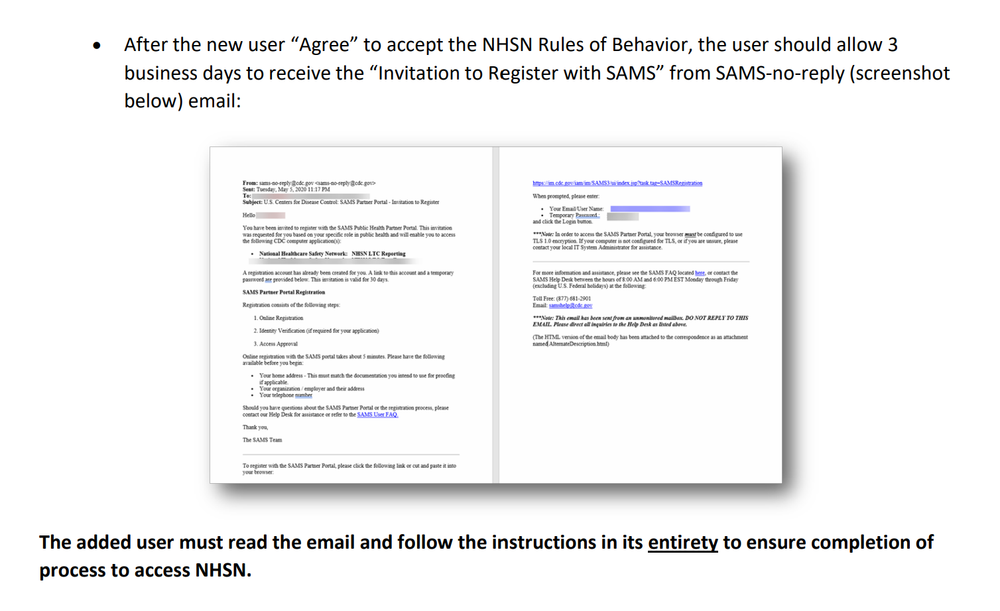 • After the new user “Agree” to accept the NHSN Rules of Behavior, the user should allow 3
business days to receive the “Invitation to Register with SAMS” from SAMS-no-reply (screenshot
below) email:
From: sams-no-reply@cdc.gov <sams-no-reply@cdc.gov>
Sent: Tuesday, May 5, 2020 11:17 PM
To:
Subject: U.S. Centers for Disease Control: SAMS Partner Portal - Invitation to Register
Hello
You have been invited to register with the SAMS Public Health Partner Portal. This invitation
was requested for you based on your specific role in public health and will enable you to access
the following CDC computer application(s):
• National Healthcare Safety Network: NHSN LTC Reporting
A registration account has already been created for you. A link to this account and a temporary
password are provided below. This invitation is valid for 30 days.
SAMS Partner Portal Registration
Registration consists of the following steps:
1. Online Registration
2. Identity Verification (if required for your application)
3. Access Approval
Online registration with the SAMS portal takes about 5 minutes. Please have the following
available before you begin:
• Your home address - This must match the documentation you intend to use for proofing
if applicable.
• Your organization / employer and their address
• Your telephone number
Should you have questions about the SAMS Partner Portal or the registration process, please
contact our Help Desk for assistance or refer to the SAMS User FAQ.
Thank you,
The SAMS Team
To register with the SAMS Partner Portal, please click the following link or cut and paste it into
your browser:
https://im.cdc.gov/iam/im/SAMS3/ui/index.jsp?task.tag=SAMSRegistration
When prompted, please enter:
• Your Email/User Name:
• Temporary Password.:
and click the Login button.
***Note: In order to access the SAMS Partner Portal, your browser must be configured to use
TLS 1.0 encryption. If your computer is not configured for TLS, or if you are unsure, please
contact your local IT System Administrator for assistance.
For more information and assistance, please see the SAMS FAQ located here, or contact the
SAMS Help Desk between the hours of 8:00 AM and 6:00 PM EST Monday through Friday
(excluding U.S. Federal holidays) at the following:
Toll Free: (877) 681-2901
Email: samshelp@cdc.gov
***Note: This email has been sent from an unmonitored mailbox. DO NOT REPLY TO THIS
EMAIL. Please direct all inquiries to the Help Desk as listed above.
(The HTML version of the email body has been attached to the correspondence as an attachment
named AlternateDescription.html)
The added user must read the email and follow the instructions in its entirety to ensure completion of
process to access NHSN.